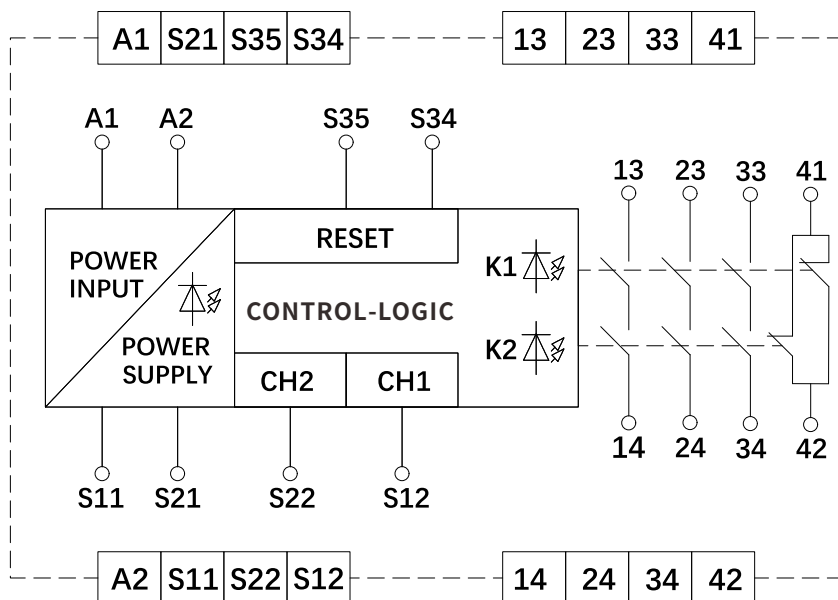 A1 S21 S35 S34 13 23 33 41
A1 A2 S35 S34
13 23 33 41
RESET
POWER
INPUT
K1
CONTROL-LOGIC
POWER
SUPPLY
K2
CH2 CH1
14 24 34 42
S11 S21 S22 S12
A2 S11 S22 S12 14 24 34 42